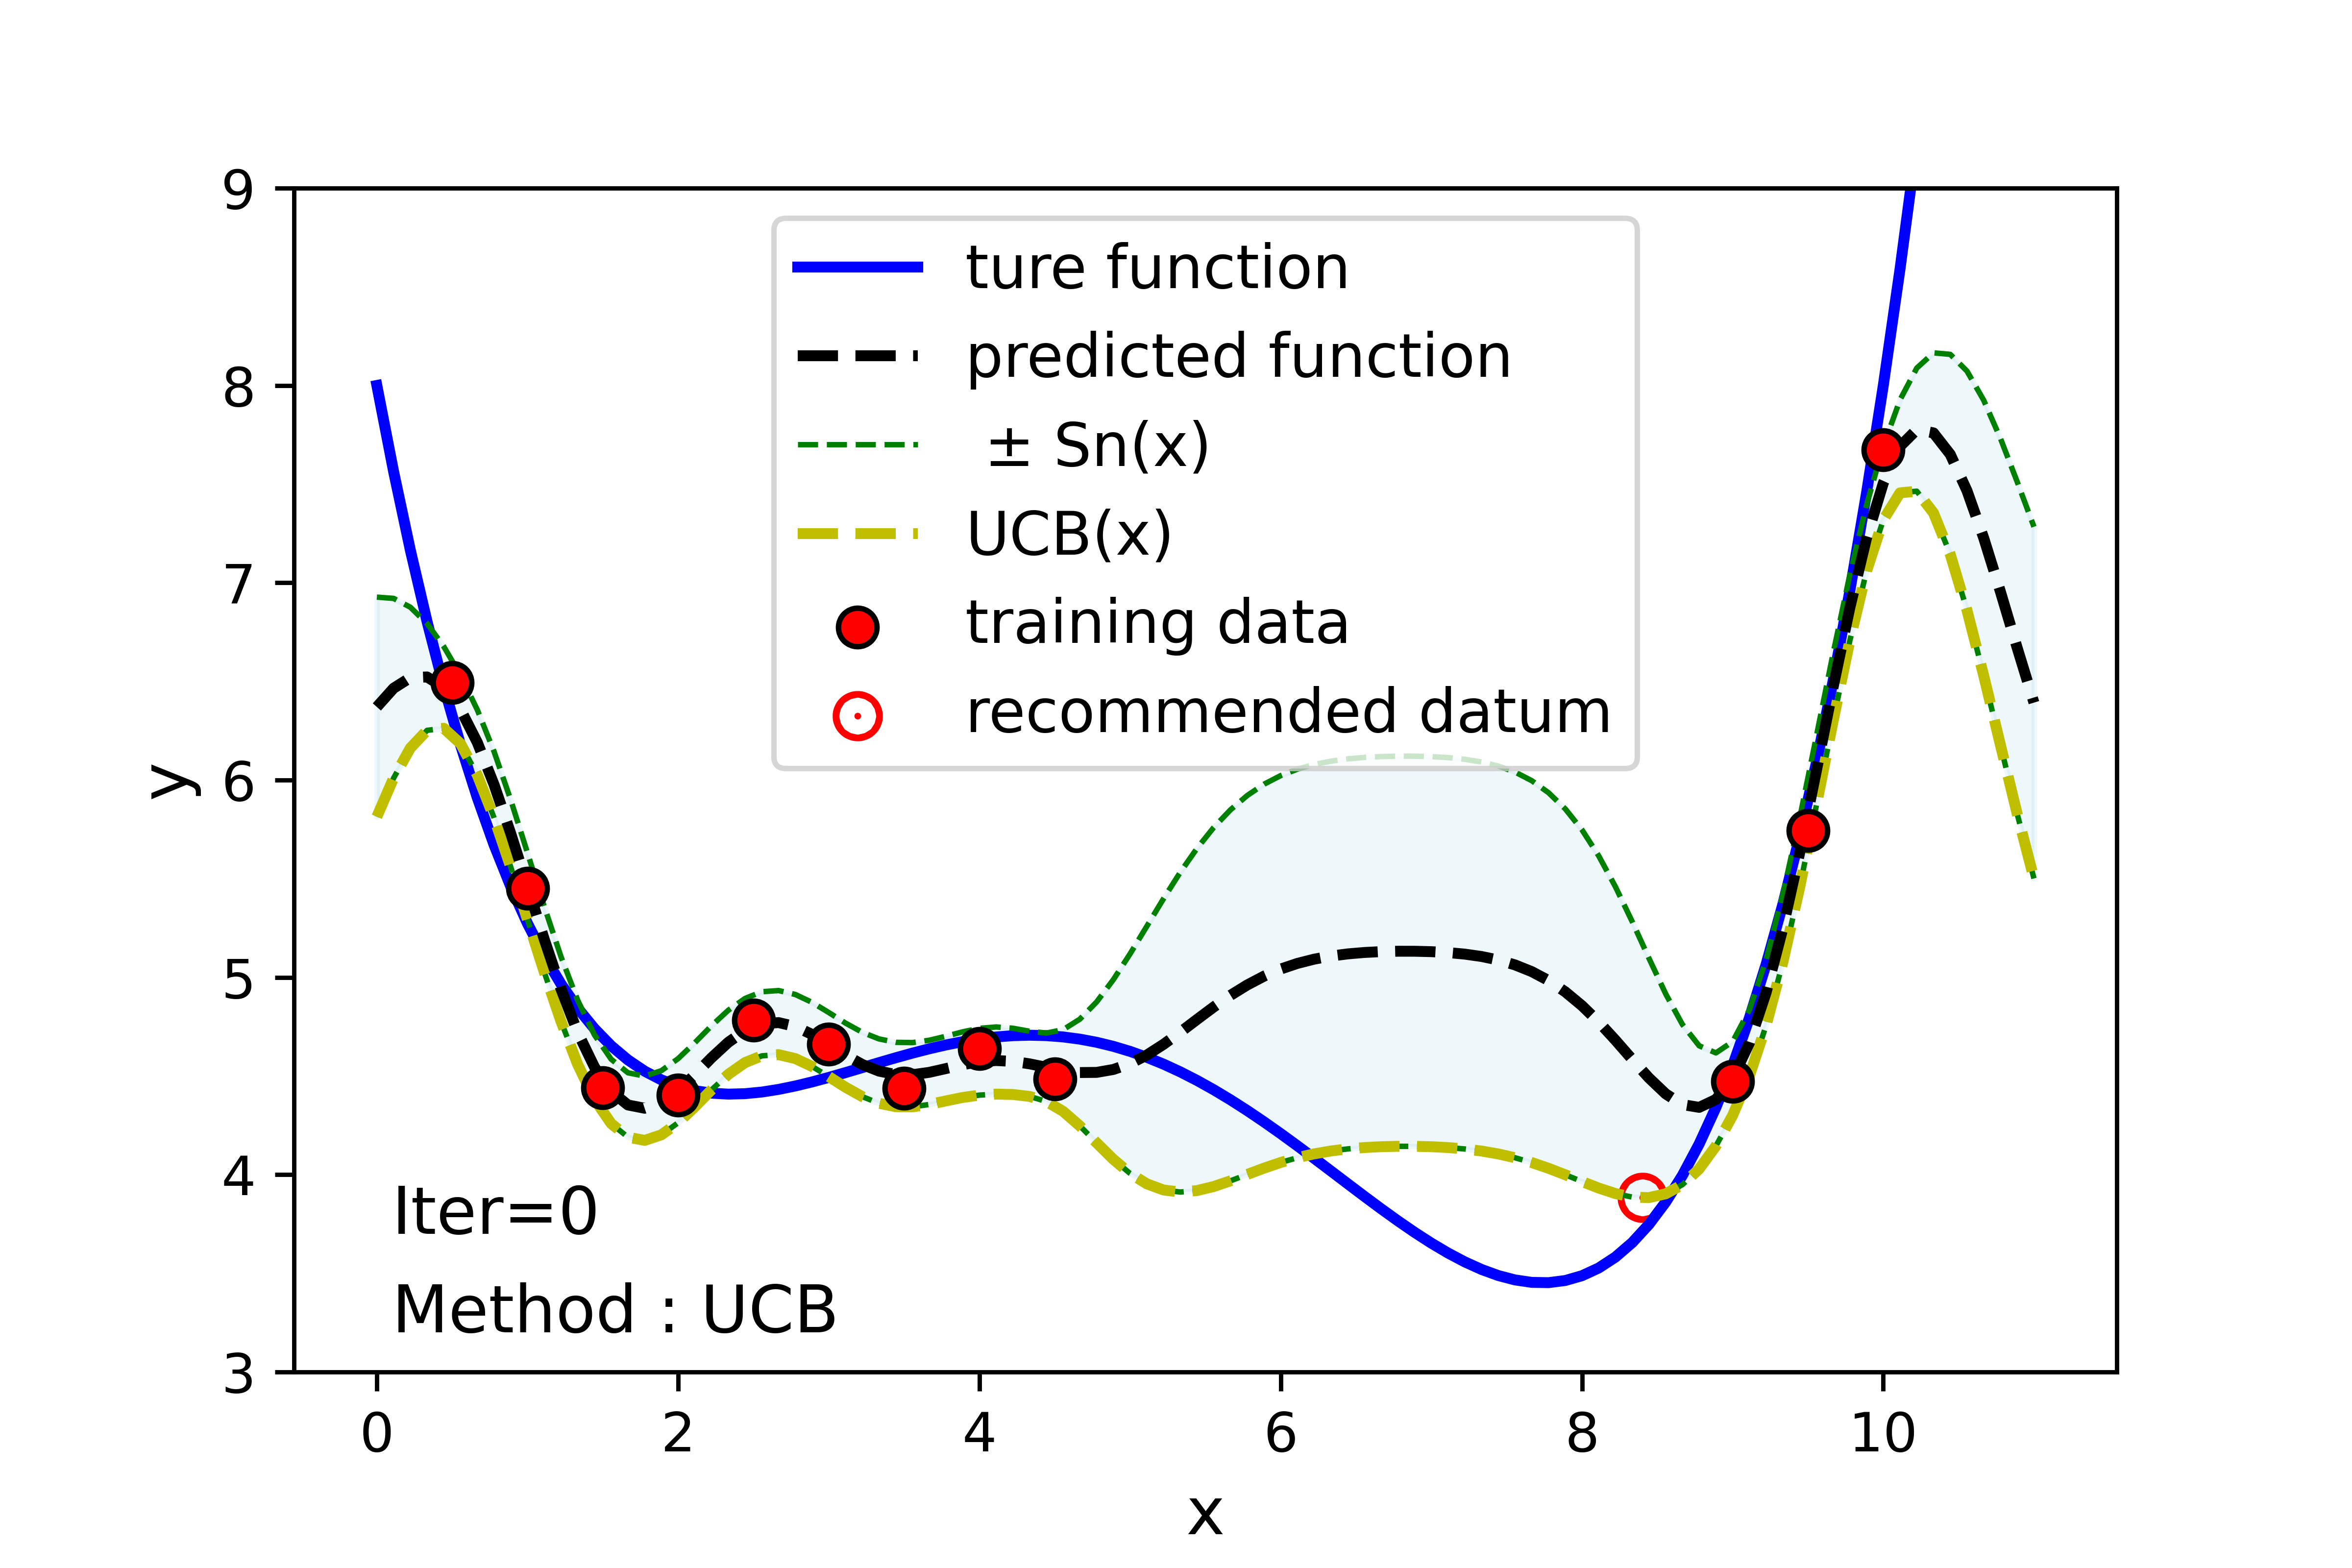 9
8
7
6
5
4
3
y
ture function
predicted function
± Sn(x)
UCB(x)
training data
recommended datum
Iter=0
Method : UCB
0 2 4 6 8 10
x